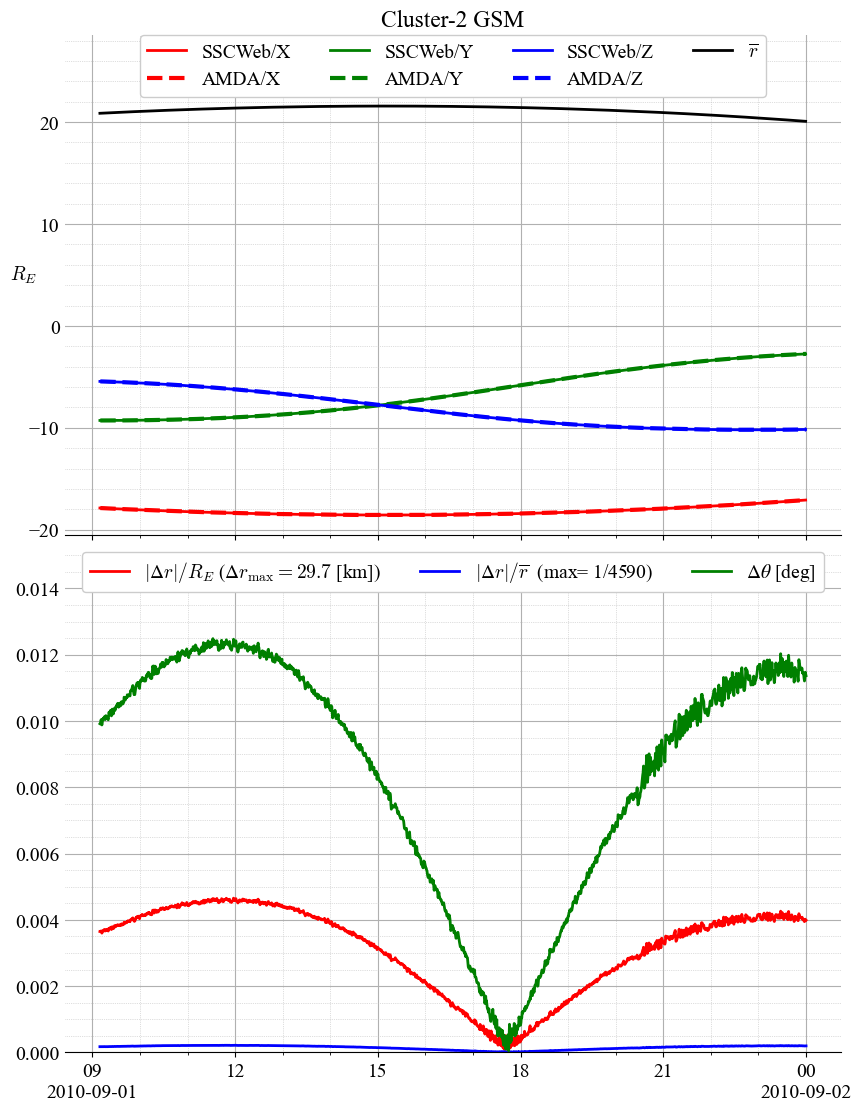 Cluster-2 GSM
SSCWeb/X SSCWeb/Y SSCWeb/Z r̅
AMDA/X AMDA/Y AMDA/Z
20
10
R_E
0
−10
−20
|Δr|/R_E (Δr_max = 29.7 [km]) |Δr|/r̅ (max= 1/4590) Δθ [deg]
0.014
0.012
0.010
0.008
0.006
0.004
0.002
0.000
09 12 15 18 21 00
2010-09-01 2010-09-02